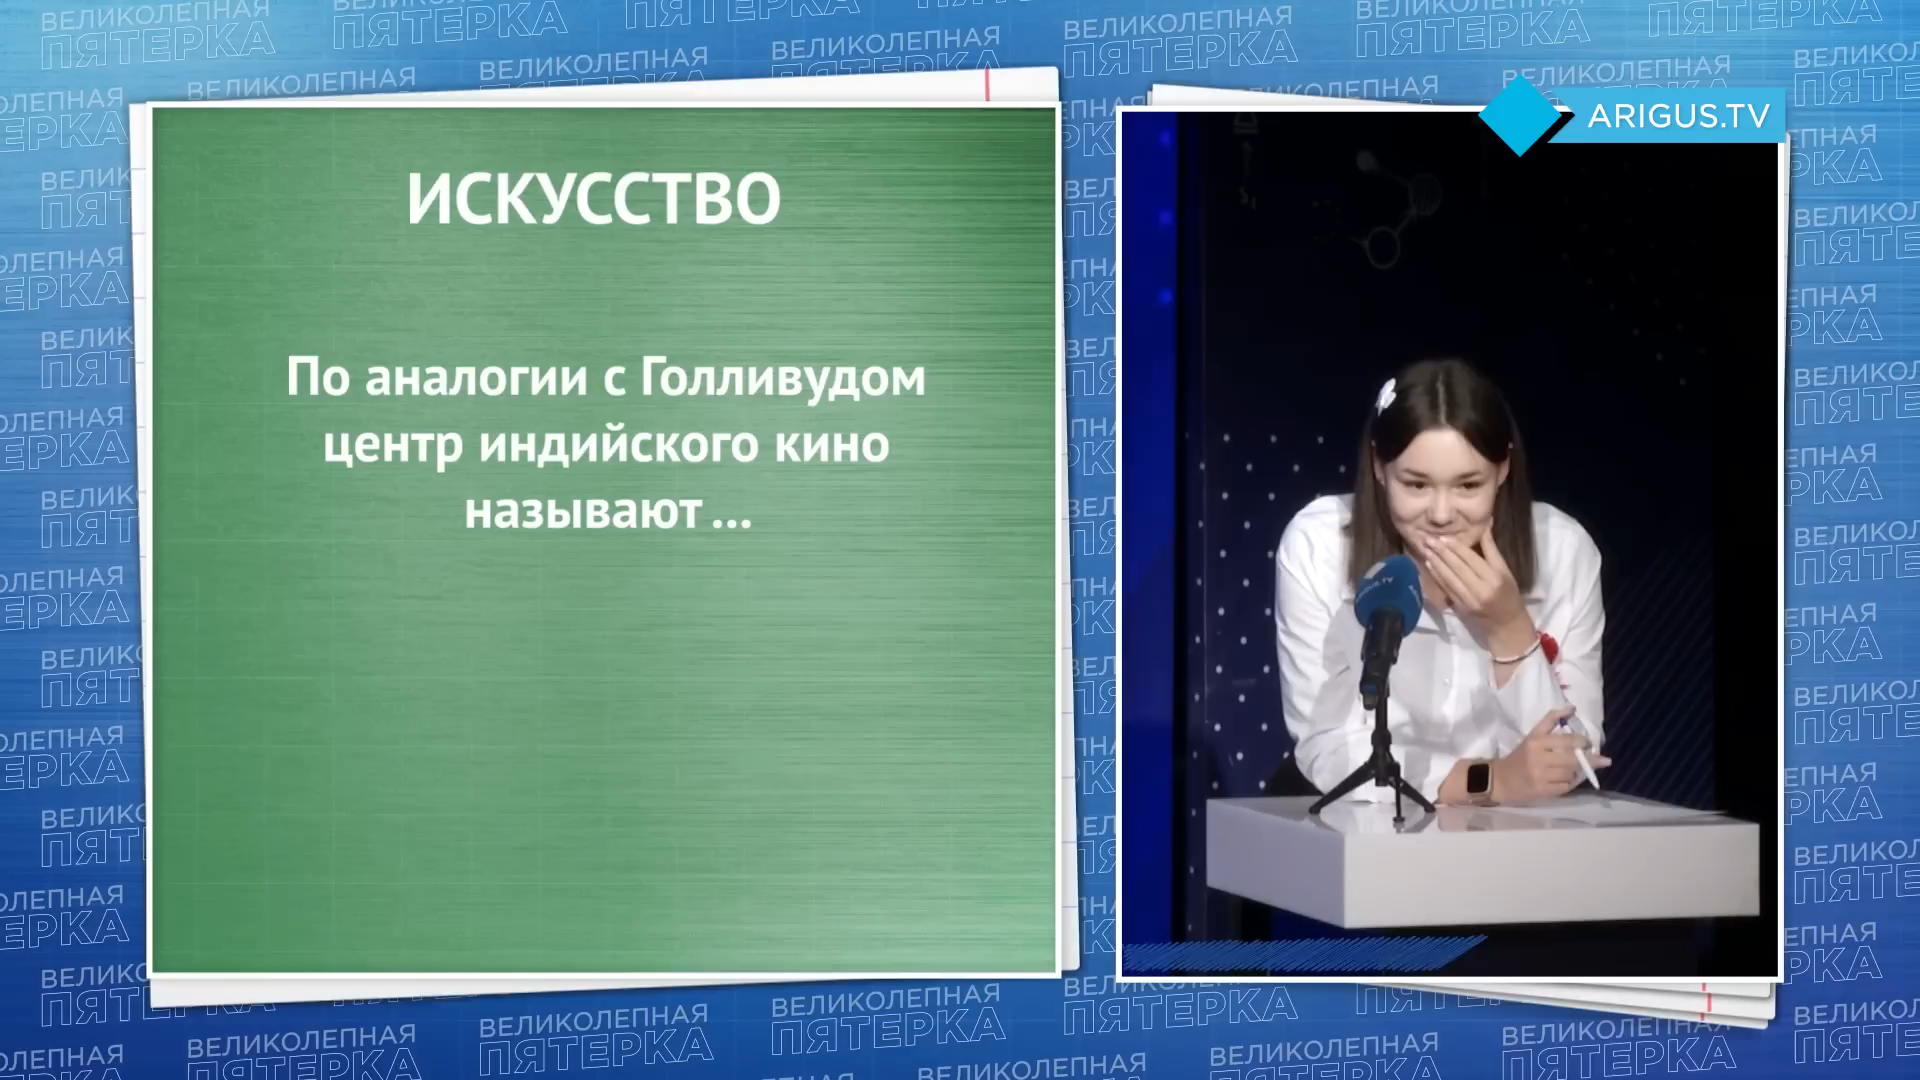 ИСКУССТВО
По аналогии с Голливудом
центр индийского кино
называют ...
ARIGUS.TV
ВЕЛИКОЛЕПНАЯ
ПЯТЕРКА